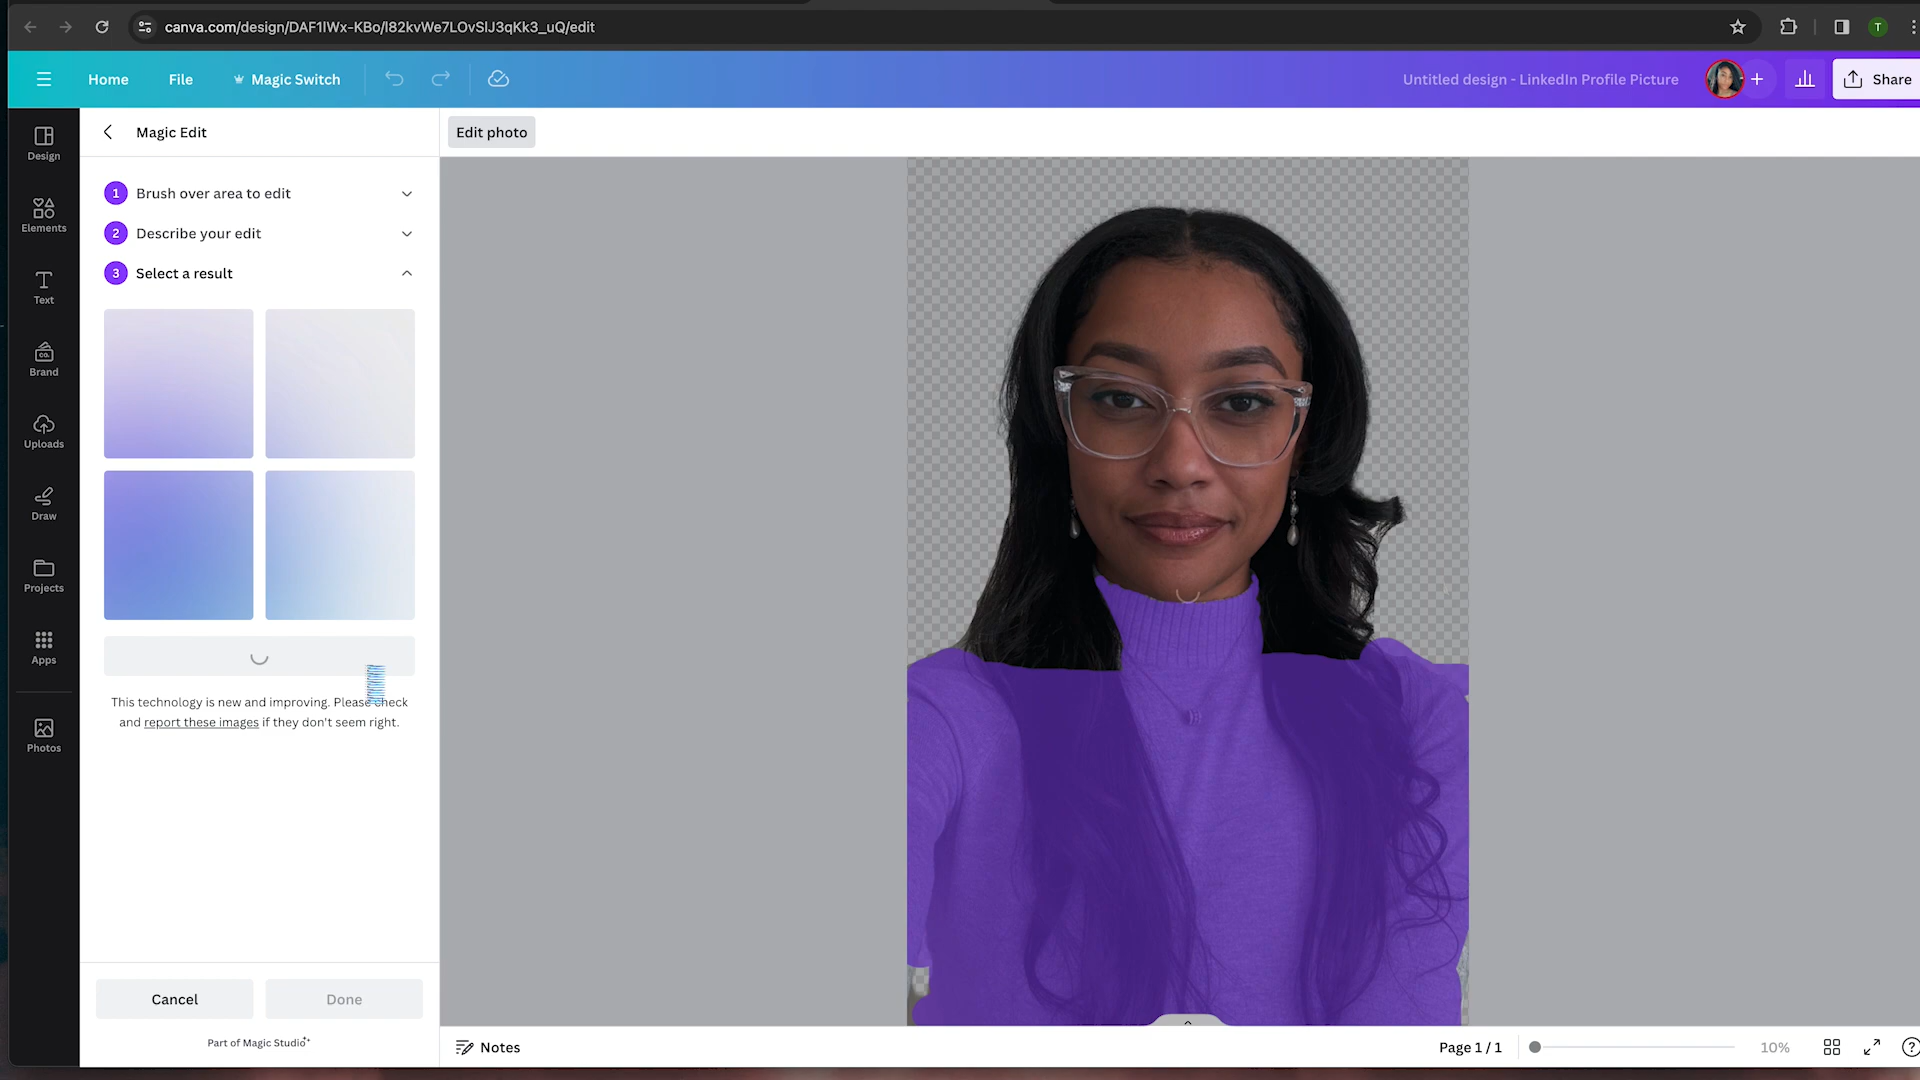 canva.com/design/DAF1lWx-KBo/l82kvWe7LOvSIJ3qKk3_uQ/edit
T
Home
File
Magic Switch
Untitled design - LinkedIn Profile Picture
+
Share
Design
Elements
Text
co.
Brand
Uploads
Draw
Projects
Apps
Photos
Magic Edit
Edit photo
1 Brush over area to edit
2 Describe your edit
3 Select a result
This technology is new and improving. Please check
and report these images if they don't seem right.
Cancel
Done
Part of Magic Studio
Notes
Page 1 / 1
10%
?